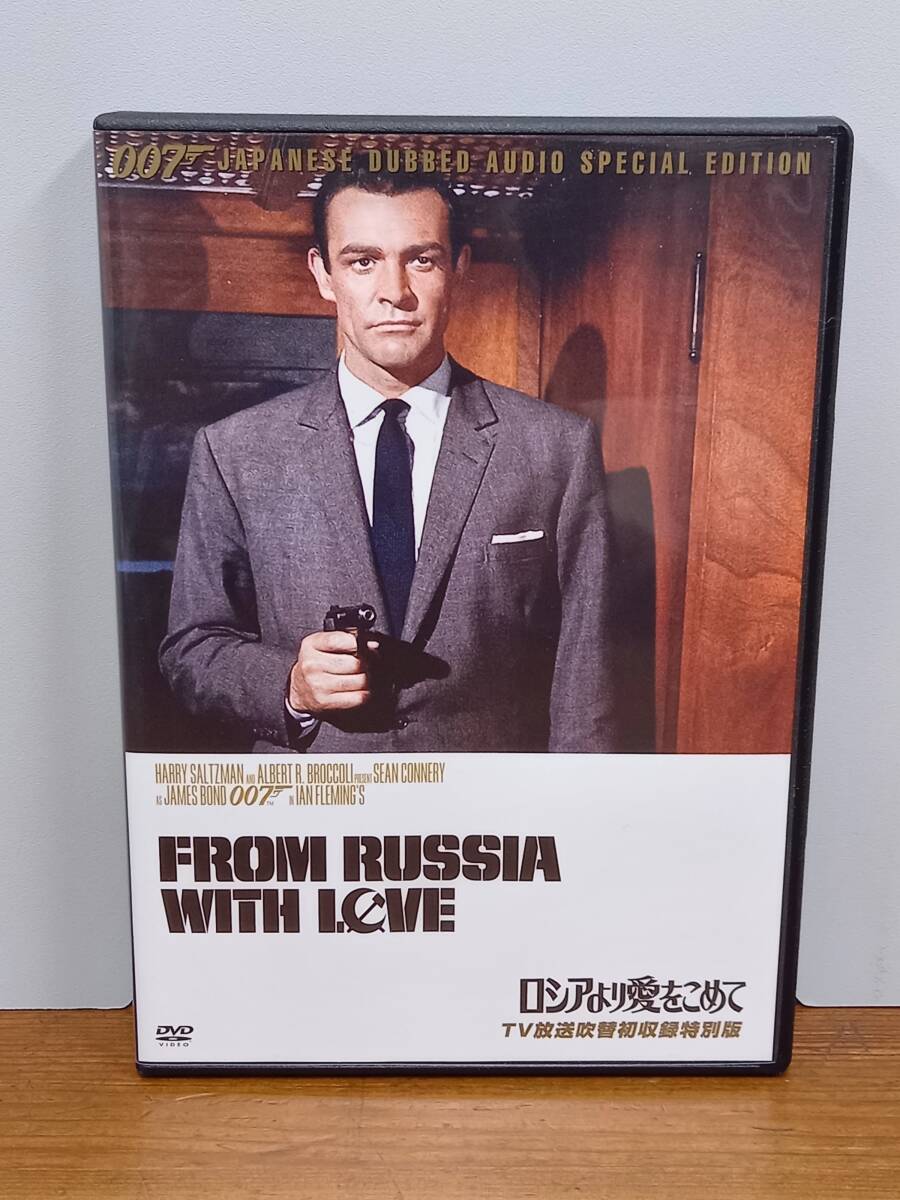 007 JAPANESE DUBBED AUDIO SPECIAL EDITION
HARRY SALTZMAN AND ALBERT R. BROCCOLI PRESENT SEAN CONNERY
AS JAMES BOND 007 TM IN IAN FLEMING'S
FROM RUSSIA
WITH LOVE
ロシアより愛をこめて
TV放送吹替初収録特別版
DVD
VIDEO